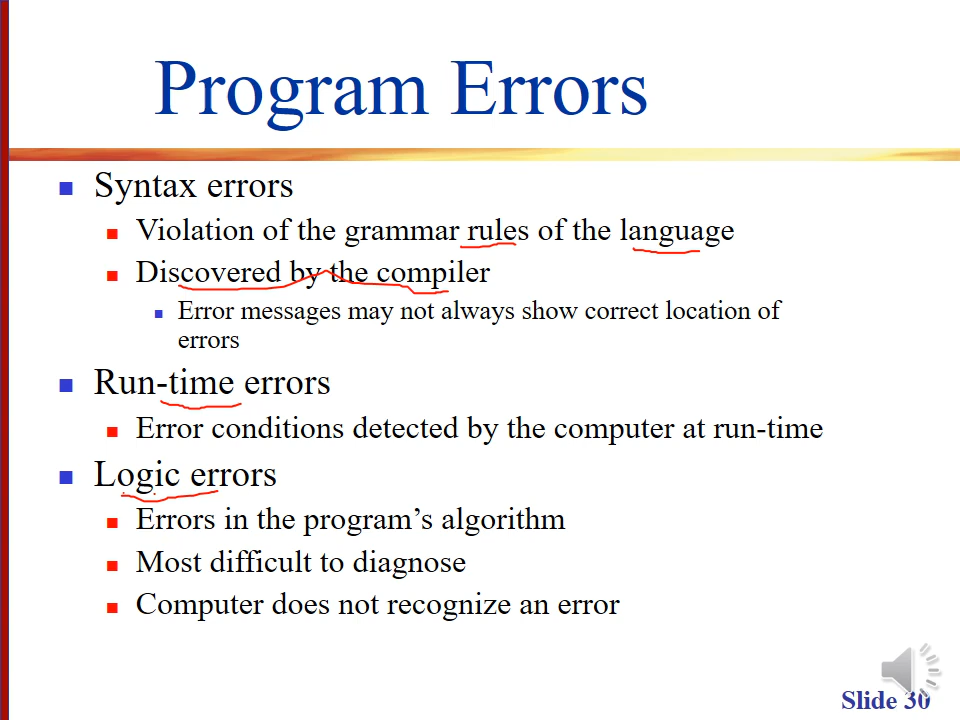 Program Errors
Syntax errors
Violation of the grammar rules of the language
Discovered by the compiler
Error messages may not always show correct location of
errors
Run-time errors
Error conditions detected by the computer at run-time
Logic errors
Errors in the program’s algorithm
Most difficult to diagnose
Computer does not recognize an error
Slide 30